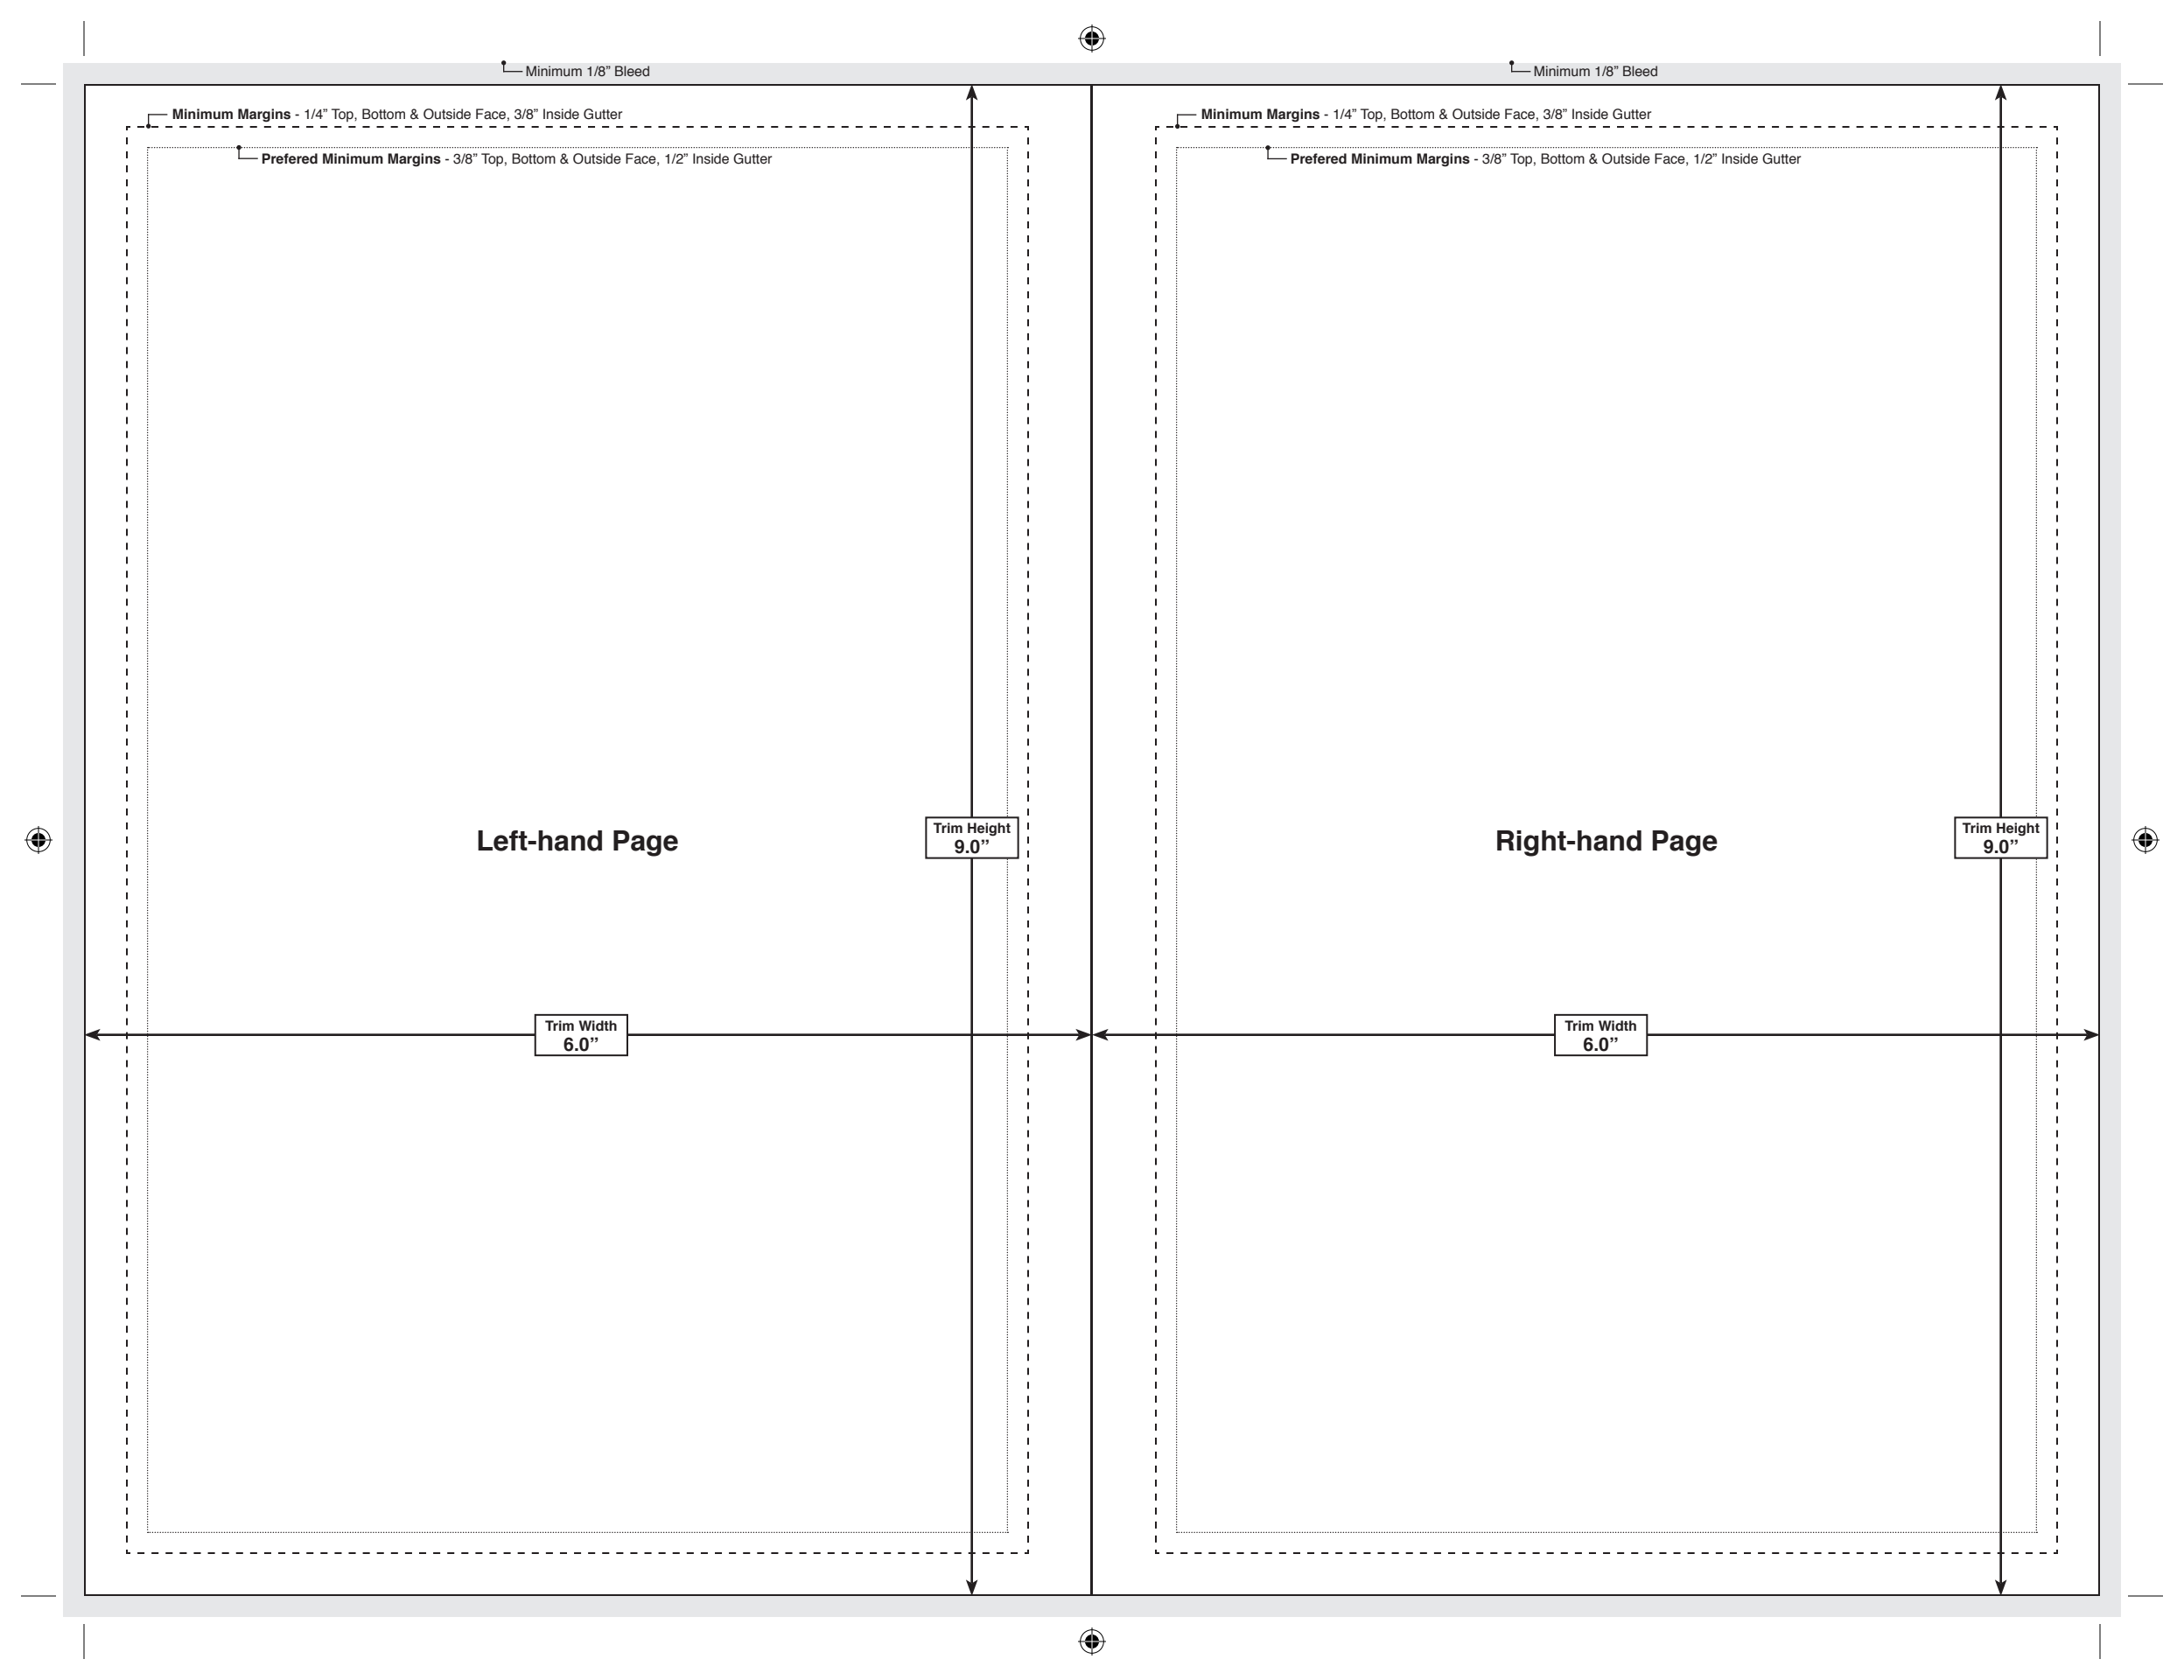 Minimum 1/8” Bleed
Minimum 1/8” Bleed
Minimum Margins - 1/4” Top, Bottom & Outside Face, 3/8” Inside Gutter
Prefered Minimum Margins - 3/8” Top, Bottom & Outside Face, 1/2” Inside Gutter
Left-hand Page
Trim Height
9.0”
Trim Width
6.0”
Minimum Margins - 1/4” Top, Bottom & Outside Face, 3/8” Inside Gutter
Prefered Minimum Margins - 3/8” Top, Bottom & Outside Face, 1/2” Inside Gutter
Right-hand Page
Trim Height
9.0”
Trim Width
6.0”